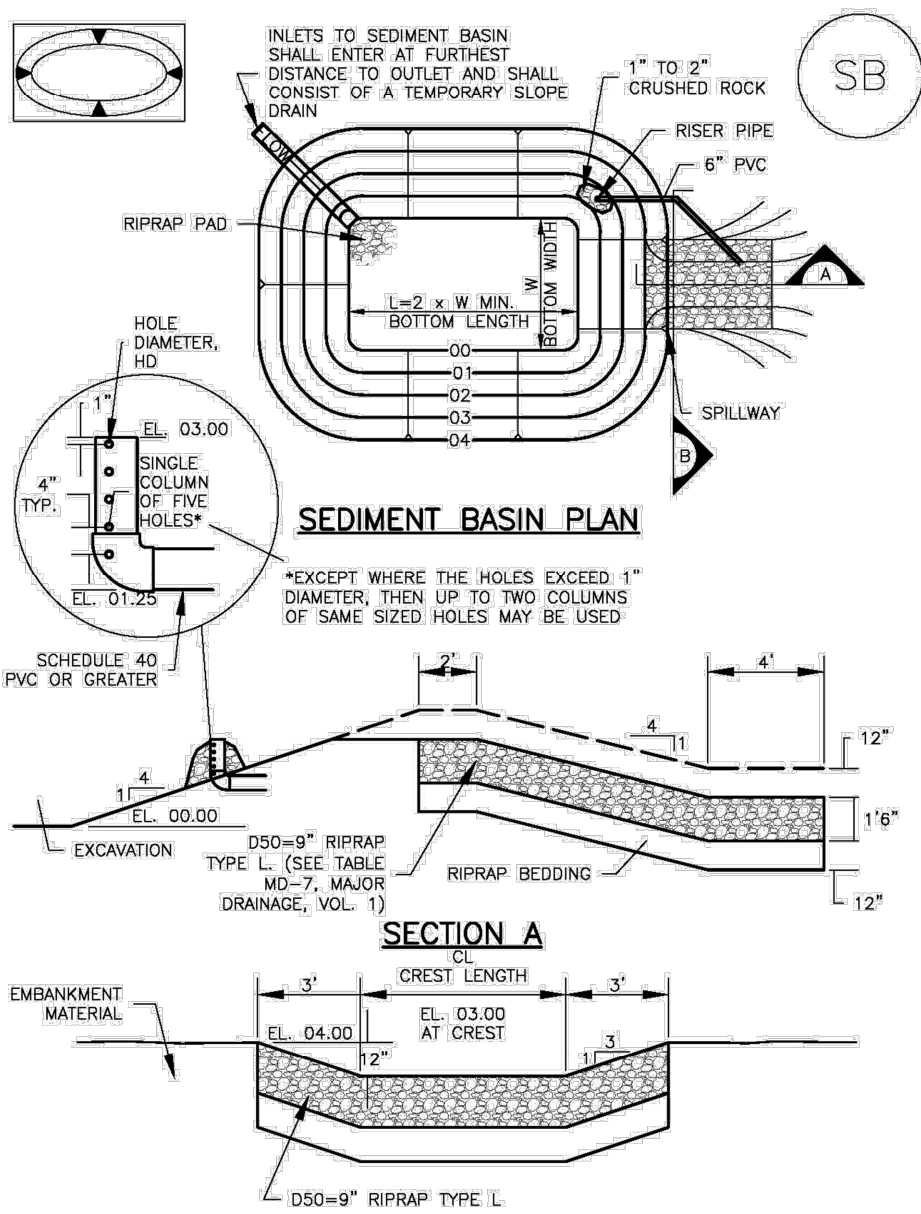 INLETS TO SEDIMENT BASIN
SHALL ENTER AT FURTHEST
DISTANCE TO OUTLET AND SHALL
CONSIST OF A TEMPORARY SLOPE
DRAIN
1" TO 2"
CRUSHED ROCK
SB
RISER PIPE
6" PVC
FLOW
RIPRAP PAD
A
W
BOTTOM WIDTH
L=2 x W MIN.
BOTTOM LENGTH
00
01
02
03
04
SPILLWAY
B
HOLE
DIAMETER,
HD
1"
EL. 03.00
SINGLE
COLUMN
OF FIVE
HOLES*
4"
TYP.
EL. 01.25
SEDIMENT BASIN PLAN
*EXCEPT WHERE THE HOLES EXCEED 1"
DIAMETER, THEN UP TO TWO COLUMNS
OF SAME SIZED HOLES MAY BE USED
SCHEDULE 40
PVC OR GREATER
2'
4'
4
1
12"
4
1
EL. 00.00
1'6"
EXCAVATION
D50=9" RIPRAP
TYPE L. (SEE TABLE
MD-7, MAJOR
DRAINAGE, VOL. 1)
RIPRAP BEDDING
12"
SECTION A
CL
CREST LENGTH
3'
3'
EMBANKMENT
MATERIAL
EL. 04.00
EL. 03.00
AT CREST
12"
3
1
D50=9" RIPRAP TYPE L